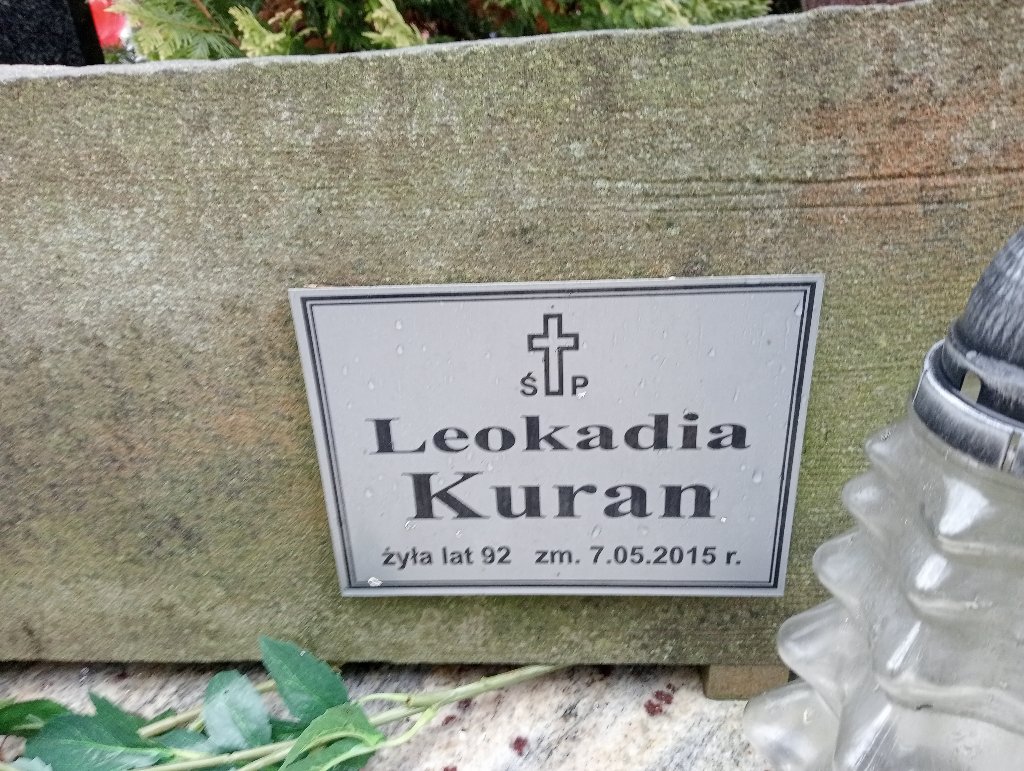 Ś P
Leokadia
Kuran
żyła lat 92 zm. 7.05.2015 r.